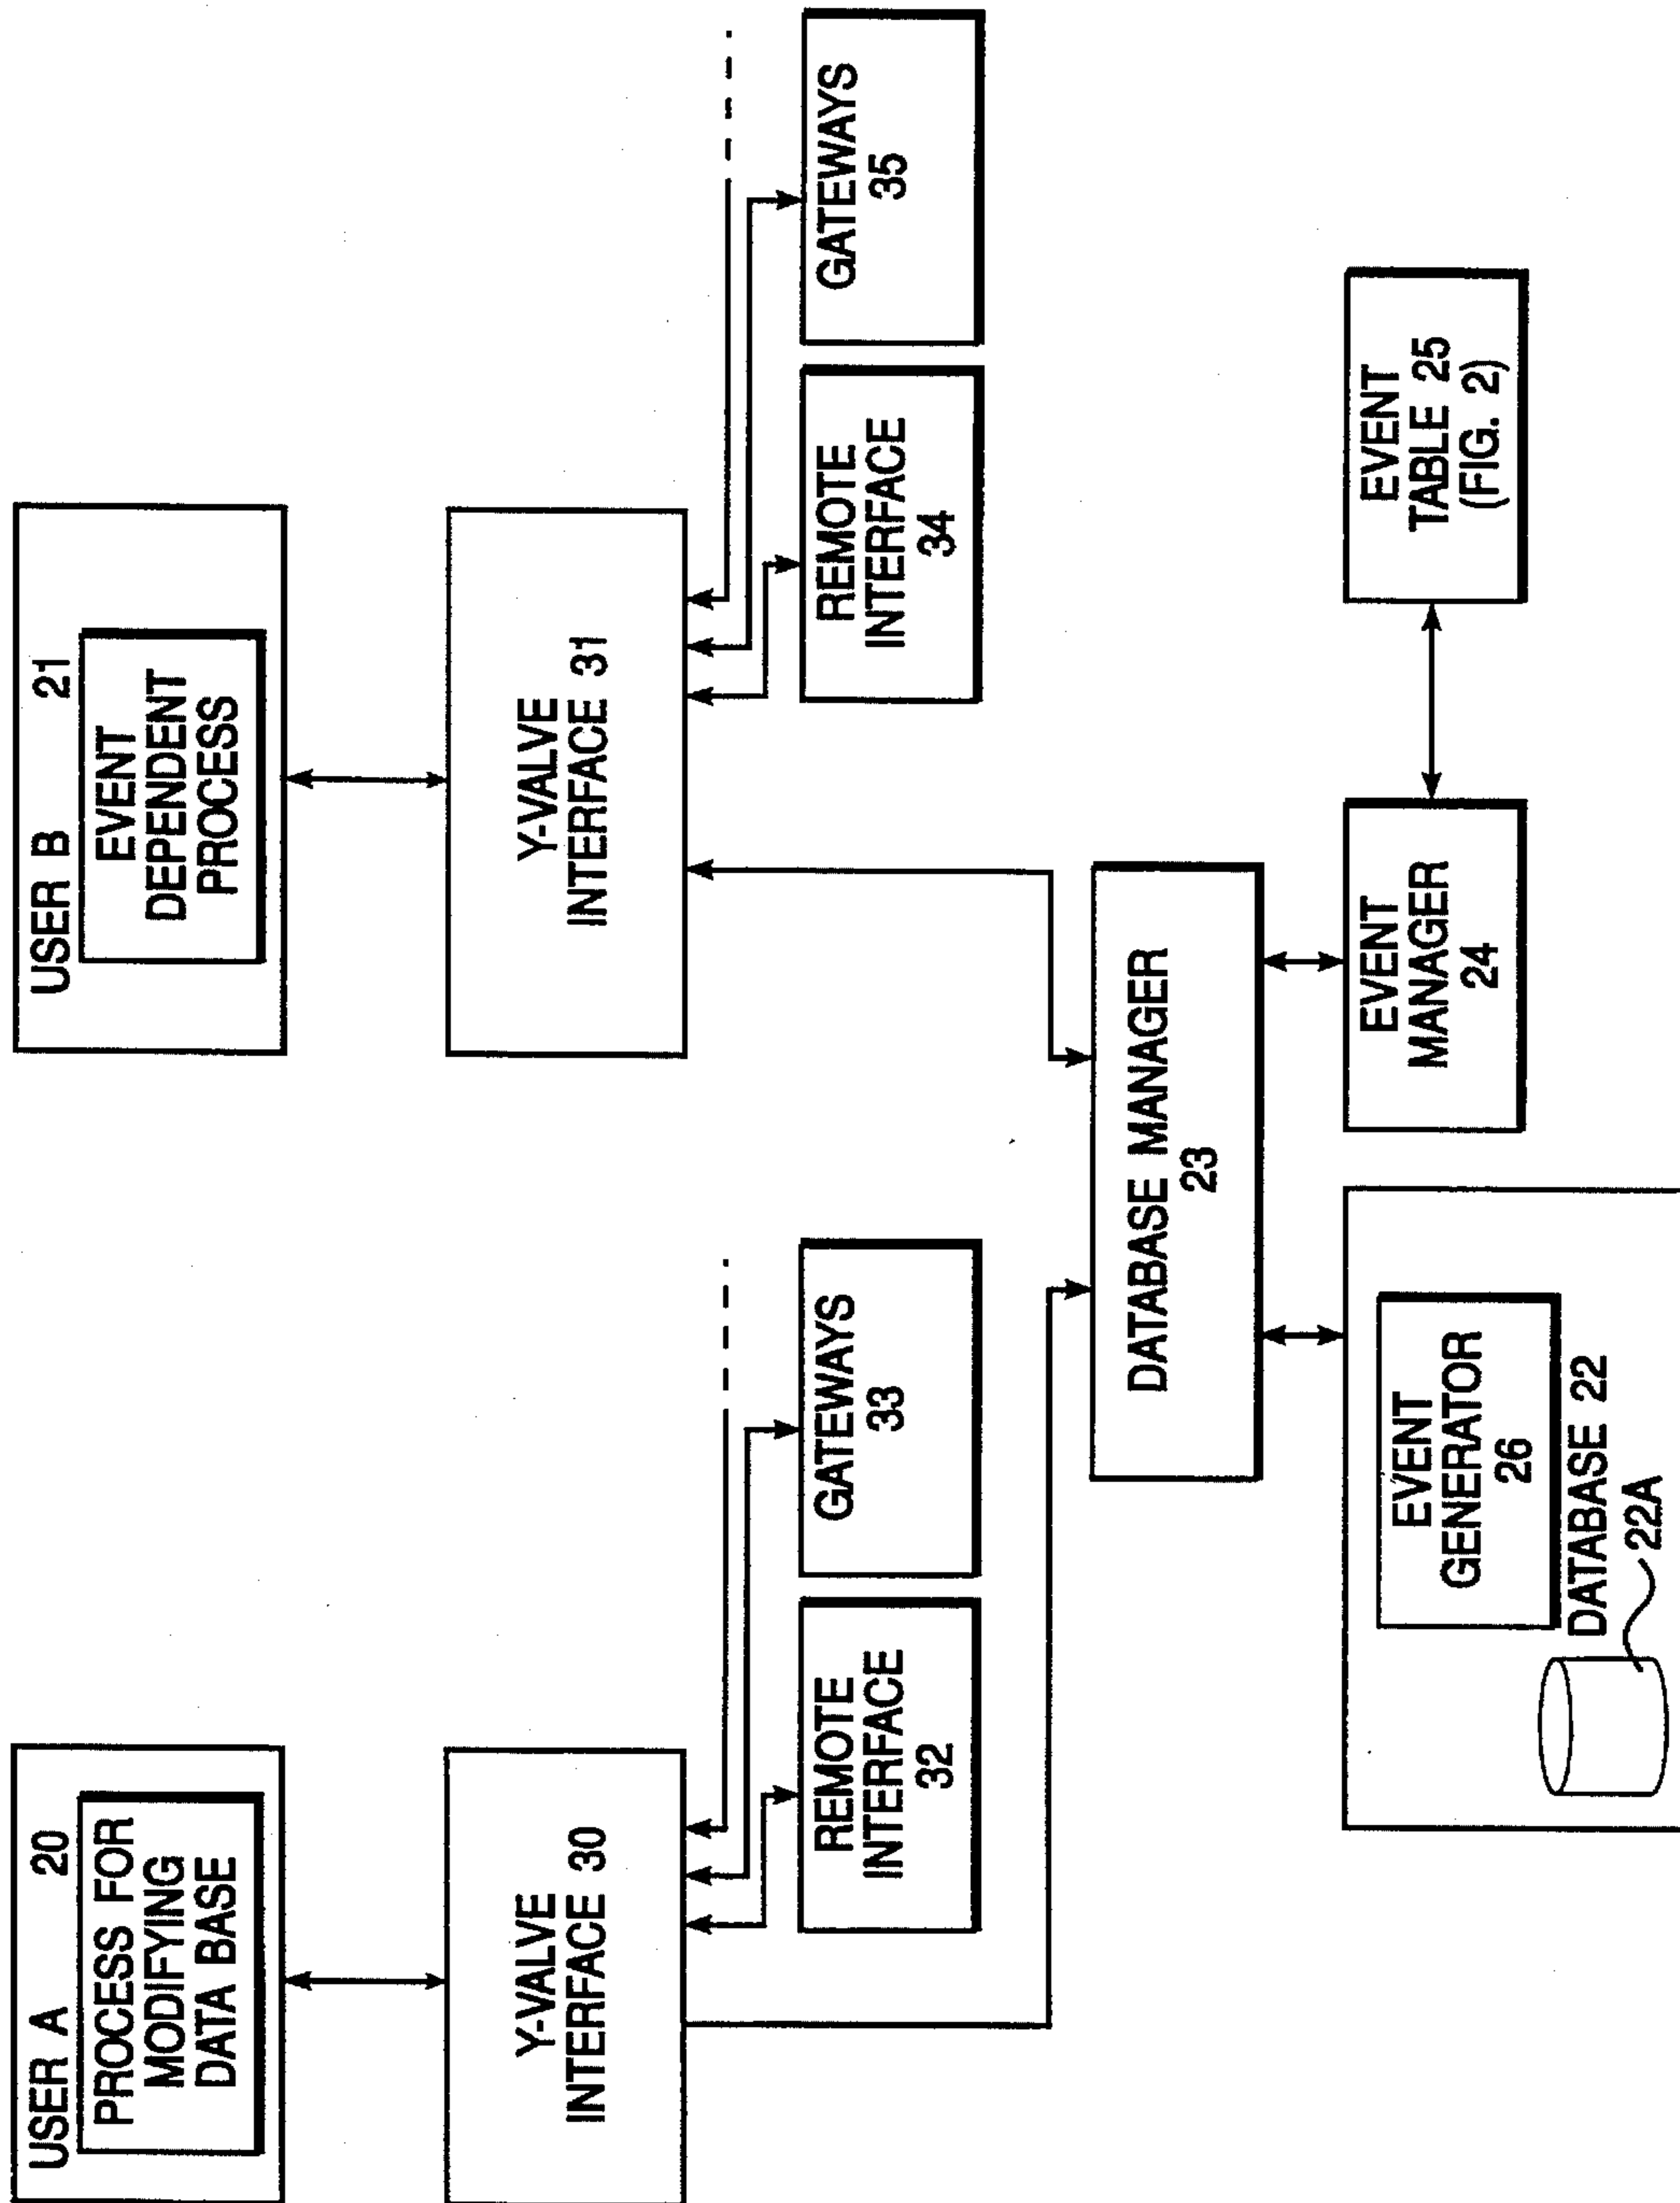 USER A 20
PROCESS FOR
MODIFYING
DATA BASE
USER B 21
EVENT
DEPENDENT
PROCESS
Y-VALVE
INTERFACE 30
Y-VALVE
INTERFACE 31
REMOTE
INTERFACE
32
GATEWAYS
33
REMOTE
INTERFACE
34
GATEWAYS
35
DATABASE MANAGER
23
EVENT
GENERATOR
26
DATABASE 22
22A
EVENT
MANAGER
24
EVENT
TABLE 25
(FIG. 2)